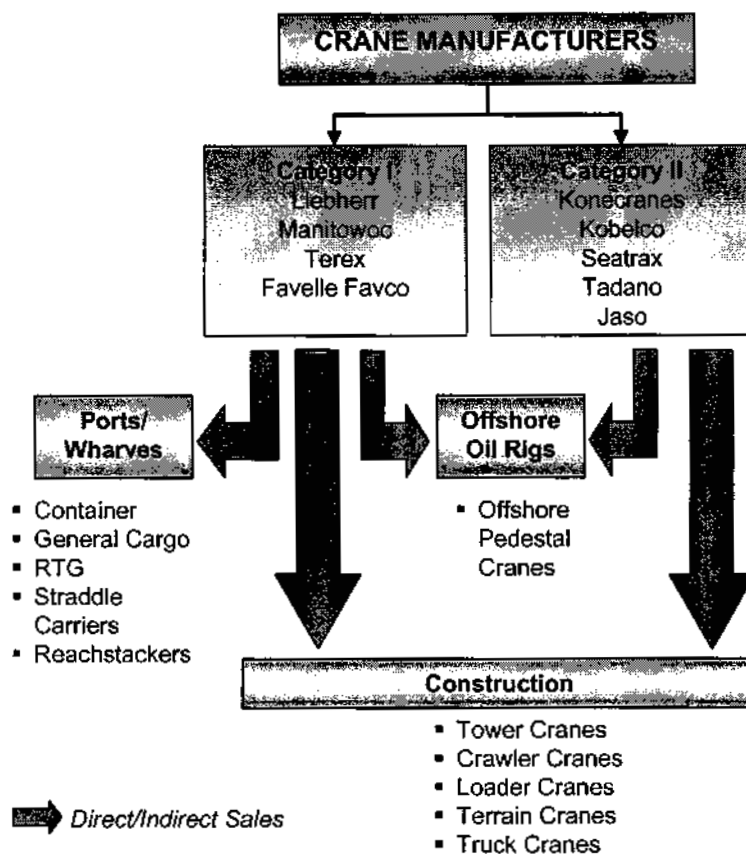 CRANE MANUFACTURERS
Category I
Liebherr
Manitowoc
Terex
Favelle Favco
Category II
Konecranes
Kobelco
Seatrax
Tadano
Jaso
Ports/
Wharves
▪ Container
▪ General Cargo
▪ RTG
▪ Straddle
Carriers
▪ Reachstackers
Offshore
Oil Rigs
▪ Offshore
Pedestal
Cranes
Construction
▪ Tower Cranes
▪ Crawler Cranes
▪ Loader Cranes
▪ Terrain Cranes
▪ Truck Cranes
Direct/Indirect Sales